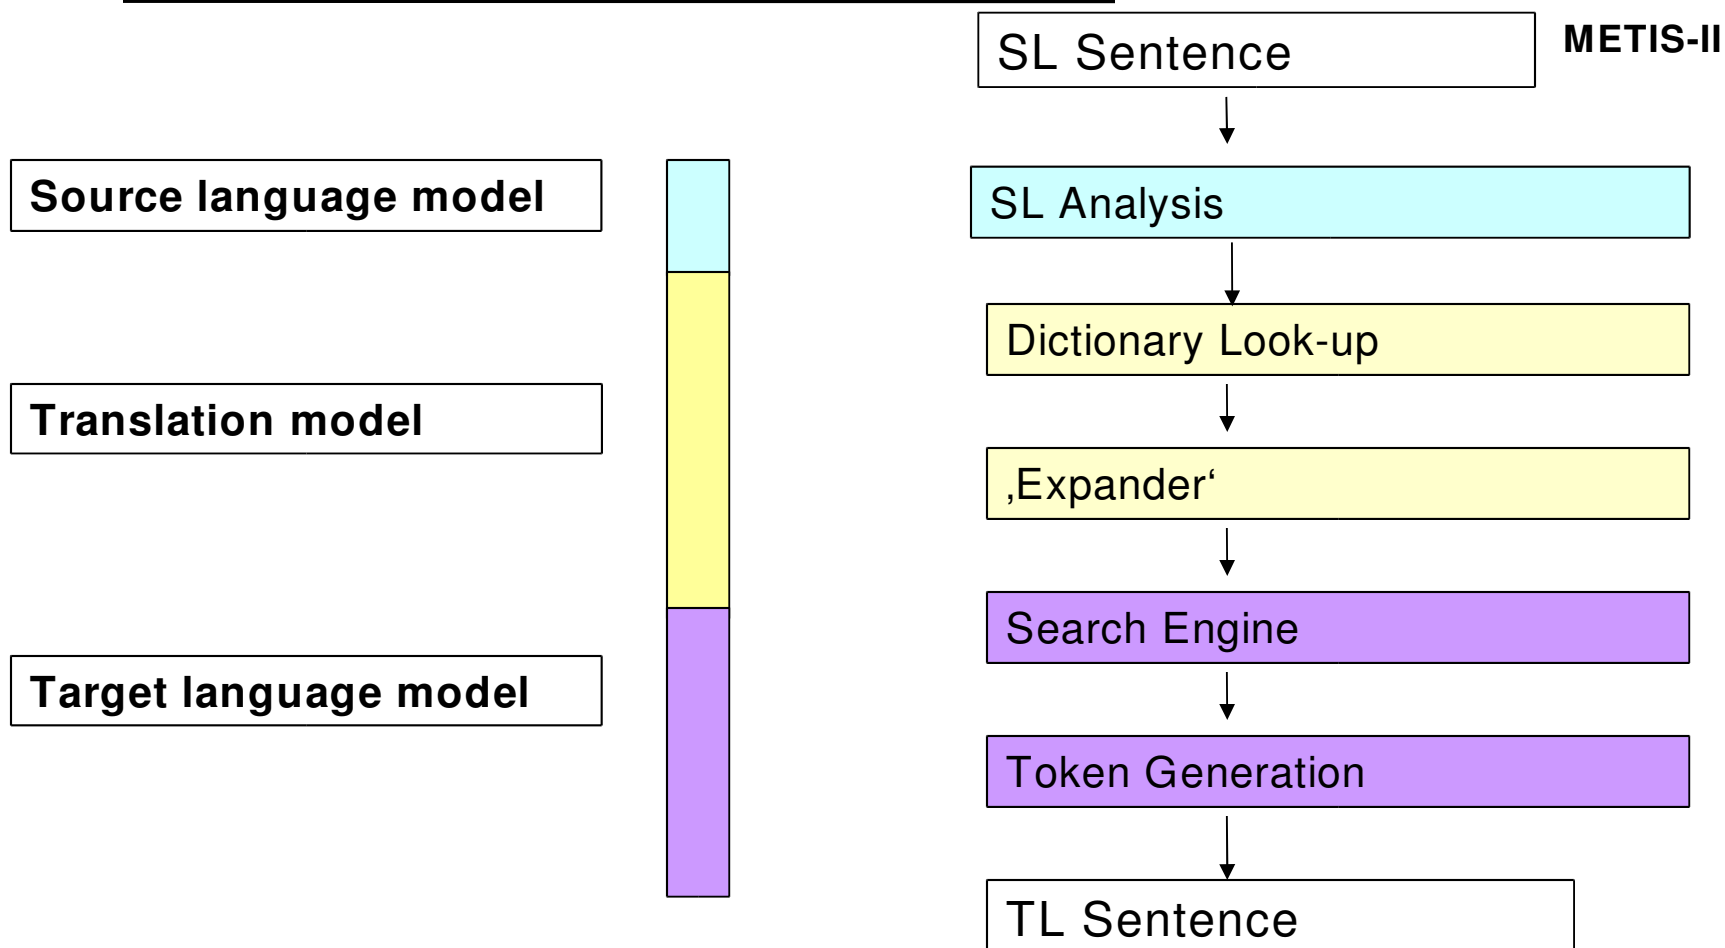 METIS-II
Source language model
Translation model
Target language model
SL Sentence
SL Analysis
Dictionary Look-up
‚Expander‘
Search Engine
Token Generation
TL Sentence